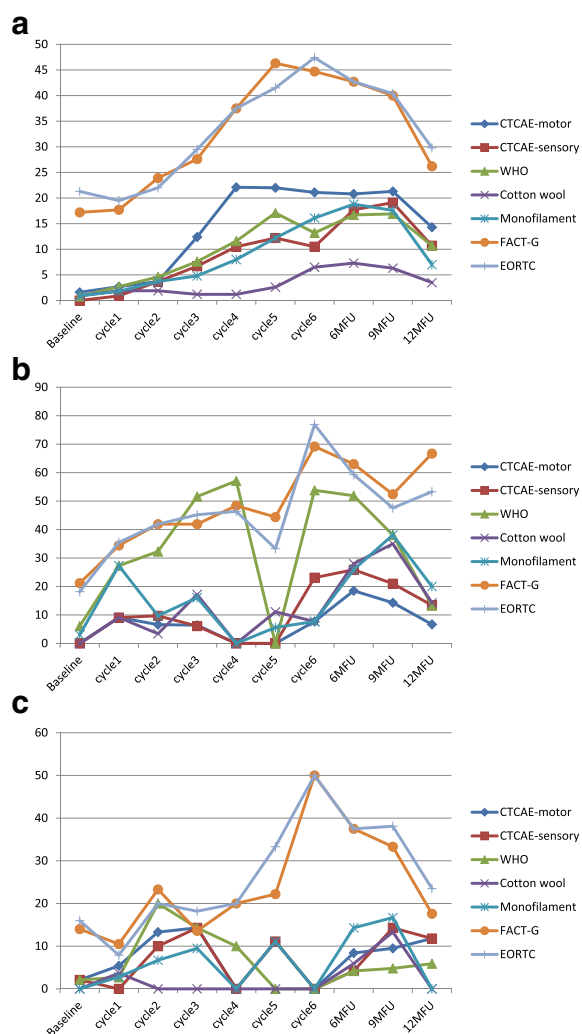 a
50
45
40
35
30
25
20
15
10
5
0
Baseline
cycle1
cycle2
cycle3
cycle4
cycle5
cycle6
6MFU
9MFU
12MFU
CTCAE-motor
CTCAE-sensory
WHO
Cotton wool
Monofilament
FACT-G
EORTC
b
90
80
70
60
50
40
30
20
10
0
Baseline
cycle1
cycle2
cycle3
cycle4
cycle5
cycle6
6MFU
9MFU
12MFU
CTCAE-motor
CTCAE-sensory
WHO
Cotton wool
Monofilament
FACT-G
EORTC
c
60
50
40
30
20
10
0
Baseline
cycle1
cycle2
cycle3
cycle4
cycle5
cycle6
6MFU
9MFU
12MFU
CTCAE-motor
CTCAE-sensory
WHO
Cotton wool
Monofilament
FACT-G
EORTC